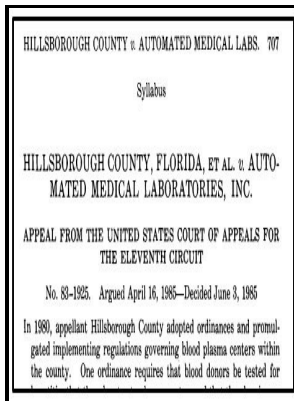 HILLSBOROUGH COUNTY v. AUTOMATED MEDICAL LABS. 707
Syllabus
HILLSBOROUGH COUNTY, FLORIDA, ET AL. v. AUTO-
MATED MEDICAL LABORATORIES, INC.
APPEAL FROM THE UNITED STATES COURT OF APPEALS FOR
THE ELEVENTH CIRCUIT
No. 83–1925. Argued April 16, 1985—Decided June 3, 1985
In 1980, appellant Hillsborough County adopted ordinances and promul-
gated implementing regulations governing blood plasma centers within
the county. One ordinance requires that blood donors be tested for